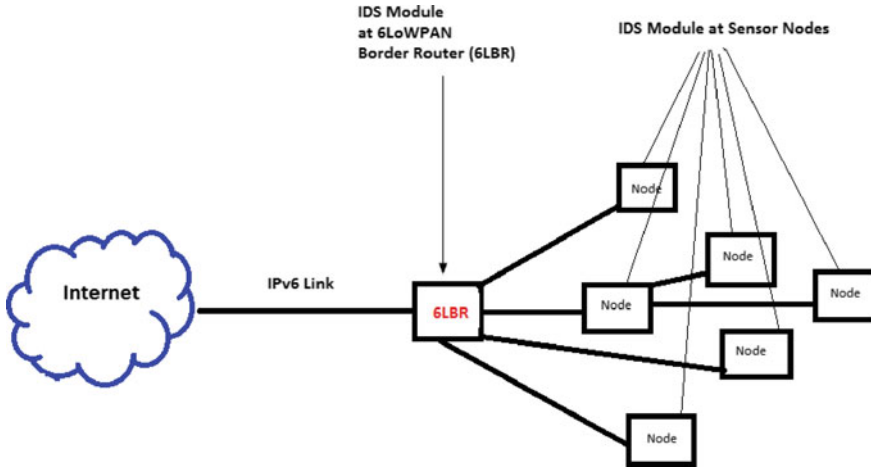 IDS Module
at 6LoWPAN
Border Router (6LBR)
IDS Module at Sensor Nodes
Node
Node
Internet
IPv6 Link
6LBR
Node
Node
Node
Node